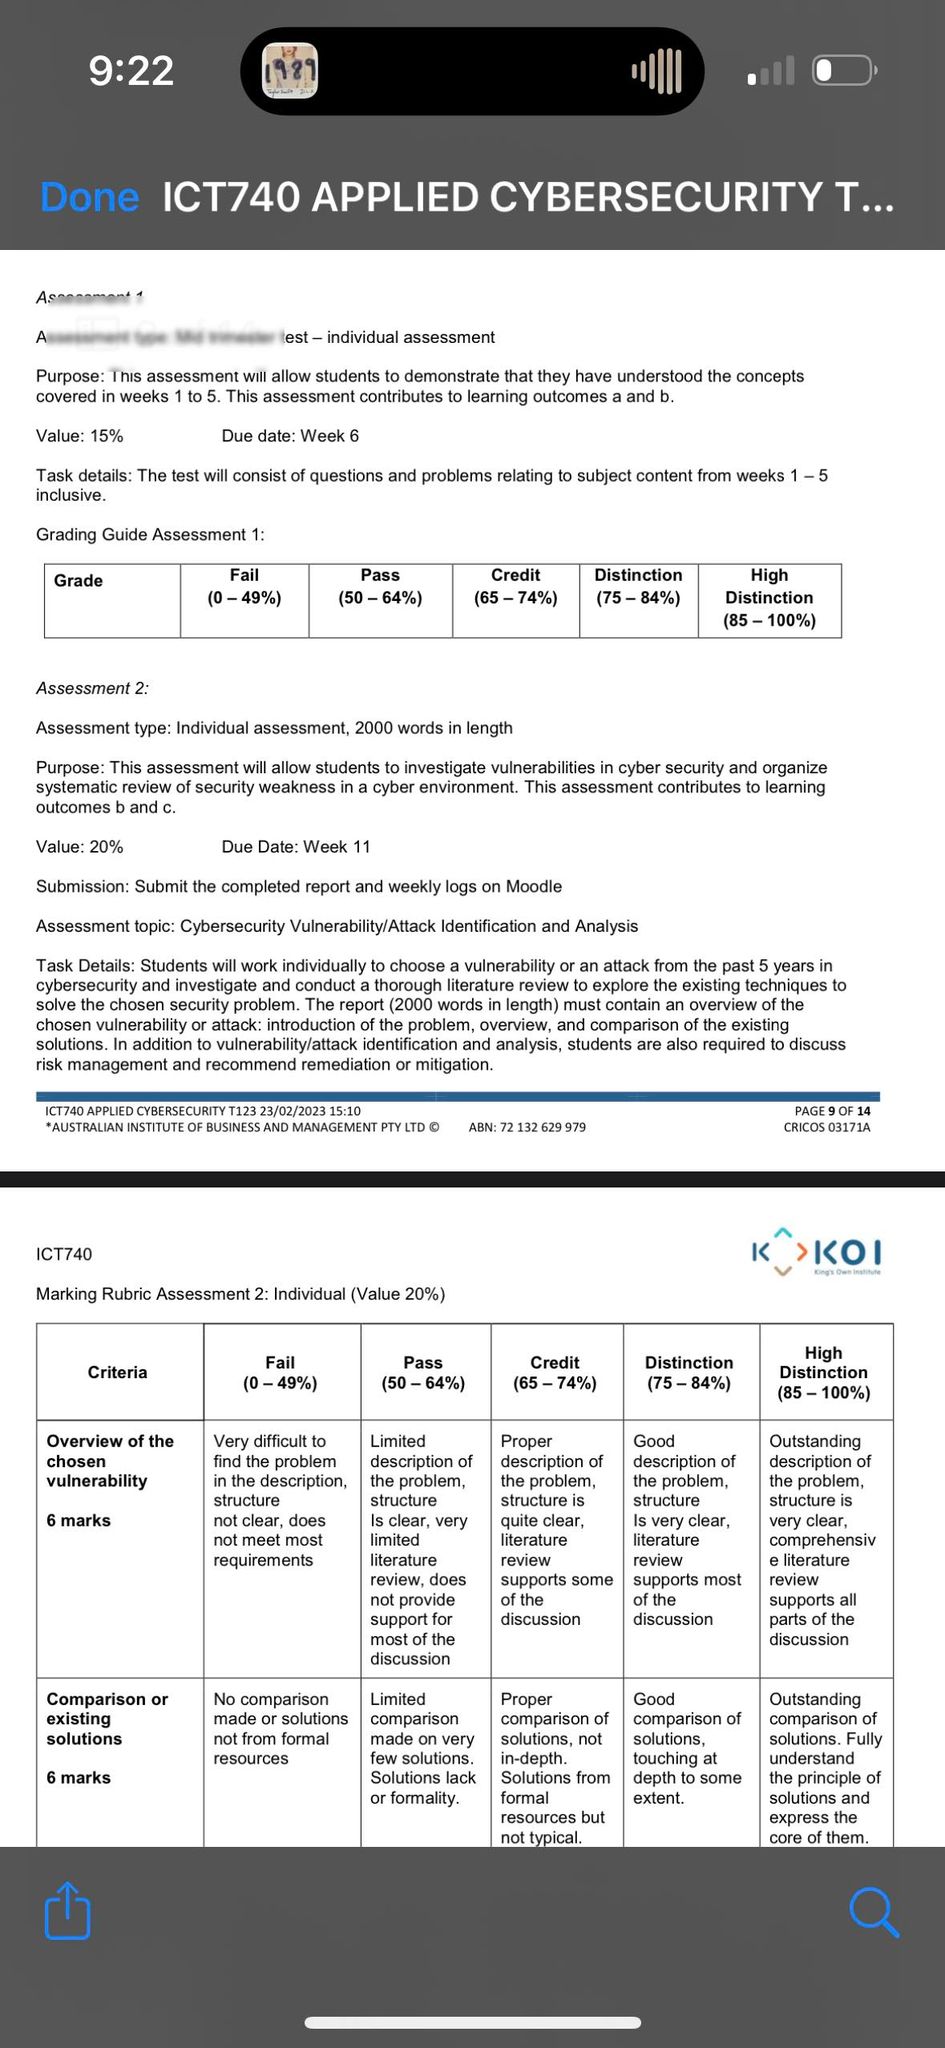 9:22
1989
Done ICT740 APPLIED CYBERSECURITY T...
Assessment 1
Assessment type: Mid trimester test – individual assessment
Purpose: This assessment will allow students to demonstrate that they have understood the concepts
covered in weeks 1 to 5. This assessment contributes to learning outcomes a and b.
Value: 15% Due date: Week 6
Task details: The test will consist of questions and problems relating to subject content from weeks 1 – 5
inclusive.
Grading Guide Assessment 1:
Grade
Fail
(0 – 49%)
Pass
(50 – 64%)
Credit
(65 – 74%)
Distinction
(75 – 84%)
High
Distinction
(85 – 100%)
Assessment 2:
Assessment type: Individual assessment, 2000 words in length
Purpose: This assessment will allow students to investigate vulnerabilities in cyber security and organize
systematic review of security weakness in a cyber environment. This assessment contributes to learning
outcomes b and c.
Value: 20% Due Date: Week 11
Submission: Submit the completed report and weekly logs on Moodle
Assessment topic: Cybersecurity Vulnerability/Attack Identification and Analysis
Task Details: Students will work individually to choose a vulnerability or an attack from the past 5 years in
cybersecurity and investigate and conduct a thorough literature review to explore the existing techniques to
solve the chosen security problem. The report (2000 words in length) must contain an overview of the
chosen vulnerability or attack: introduction of the problem, overview, and comparison of the existing
solutions. In addition to vulnerability/attack identification and analysis, students are also required to discuss
risk management and recommend remediation or mitigation.
ICT740 APPLIED CYBERSECURITY T123 23/02/2023 15:10 PAGE 9 OF 14
*AUSTRALIAN INSTITUTE OF BUSINESS AND MANAGEMENT PTY LTD © ABN: 72 132 629 979 CRICOS 03171A
ICT740
K KOI
King's Own Institute
Marking Rubric Assessment 2: Individual (Value 20%)
Criteria
Fail
(0 – 49%)
Pass
(50 – 64%)
Credit
(65 – 74%)
Distinction
(75 – 84%)
High
Distinction
(85 – 100%)
Overview of the
chosen
vulnerability
6 marks
Very difficult to
find the problem
in the description,
structure
not clear, does
not meet most
requirements
Limited
description of
the problem,
structure
Is clear, very
limited
literature
review, does
not provide
support for
most of the
discussion
Proper
description of
the problem,
structure is
quite clear,
literature
review
supports some
of the
discussion
Good
description of
the problem,
structure
Is very clear,
literature
review
supports most
of the
discussion
Outstanding
description of
the problem,
structure is
very clear,
comprehensiv
e literature
review
supports all
parts of the
discussion
Comparison or
existing
solutions
6 marks
No comparison
made or solutions
not from formal
resources
Limited
comparison
made on very
few solutions.
Solutions lack
or formality.
Proper
comparison of
solutions, not
in-depth.
Solutions from
formal
resources but
not typical.
Good
comparison of
solutions,
touching at
depth to some
extent.
Outstanding
comparison of
solutions. Fully
understand
the principle of
solutions and
express the
core of them.